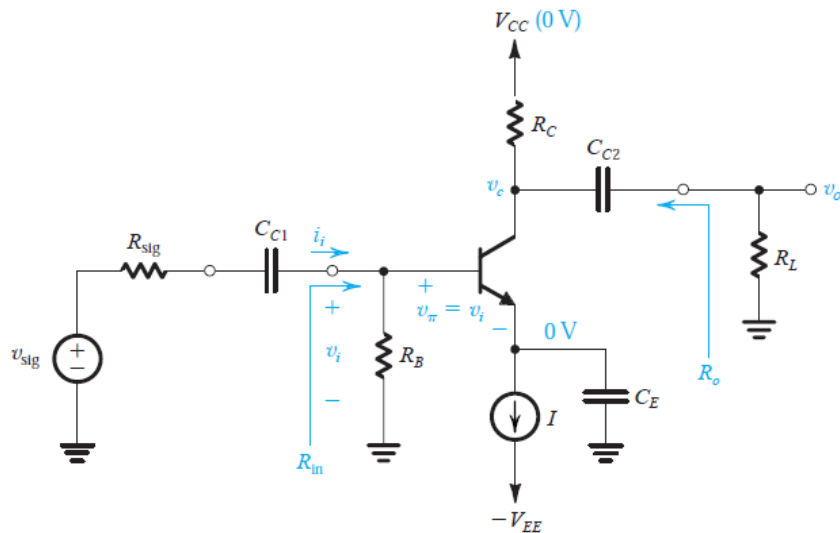 V_CC (0 V)
R_C
C_C2
v_c
v_o
C_C1
i_i
R_sig
R_L
+
+
v_π = v_i
−
0 V
+
−
v_sig
v_i
R_B
−
R_o
C_E
I
R_in
−V_EE